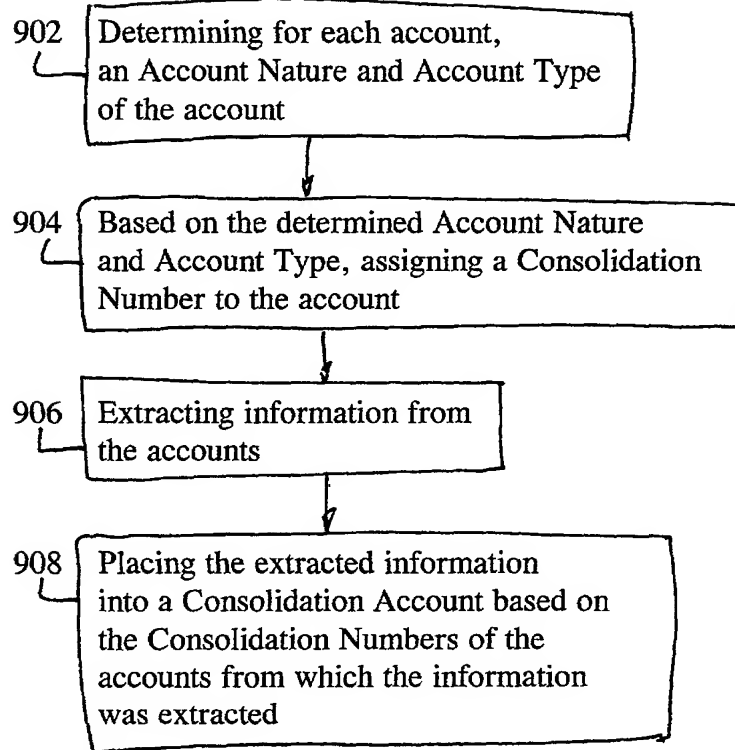 902 Determining for each account,
an Account Nature and Account Type
of the account
904 Based on the determined Account Nature
and Account Type, assigning a Consolidation
Number to the account
906 Extracting information from
the accounts
908 Placing the extracted information
into a Consolidation Account based on
the Consolidation Numbers of the
accounts from which the information
was extracted